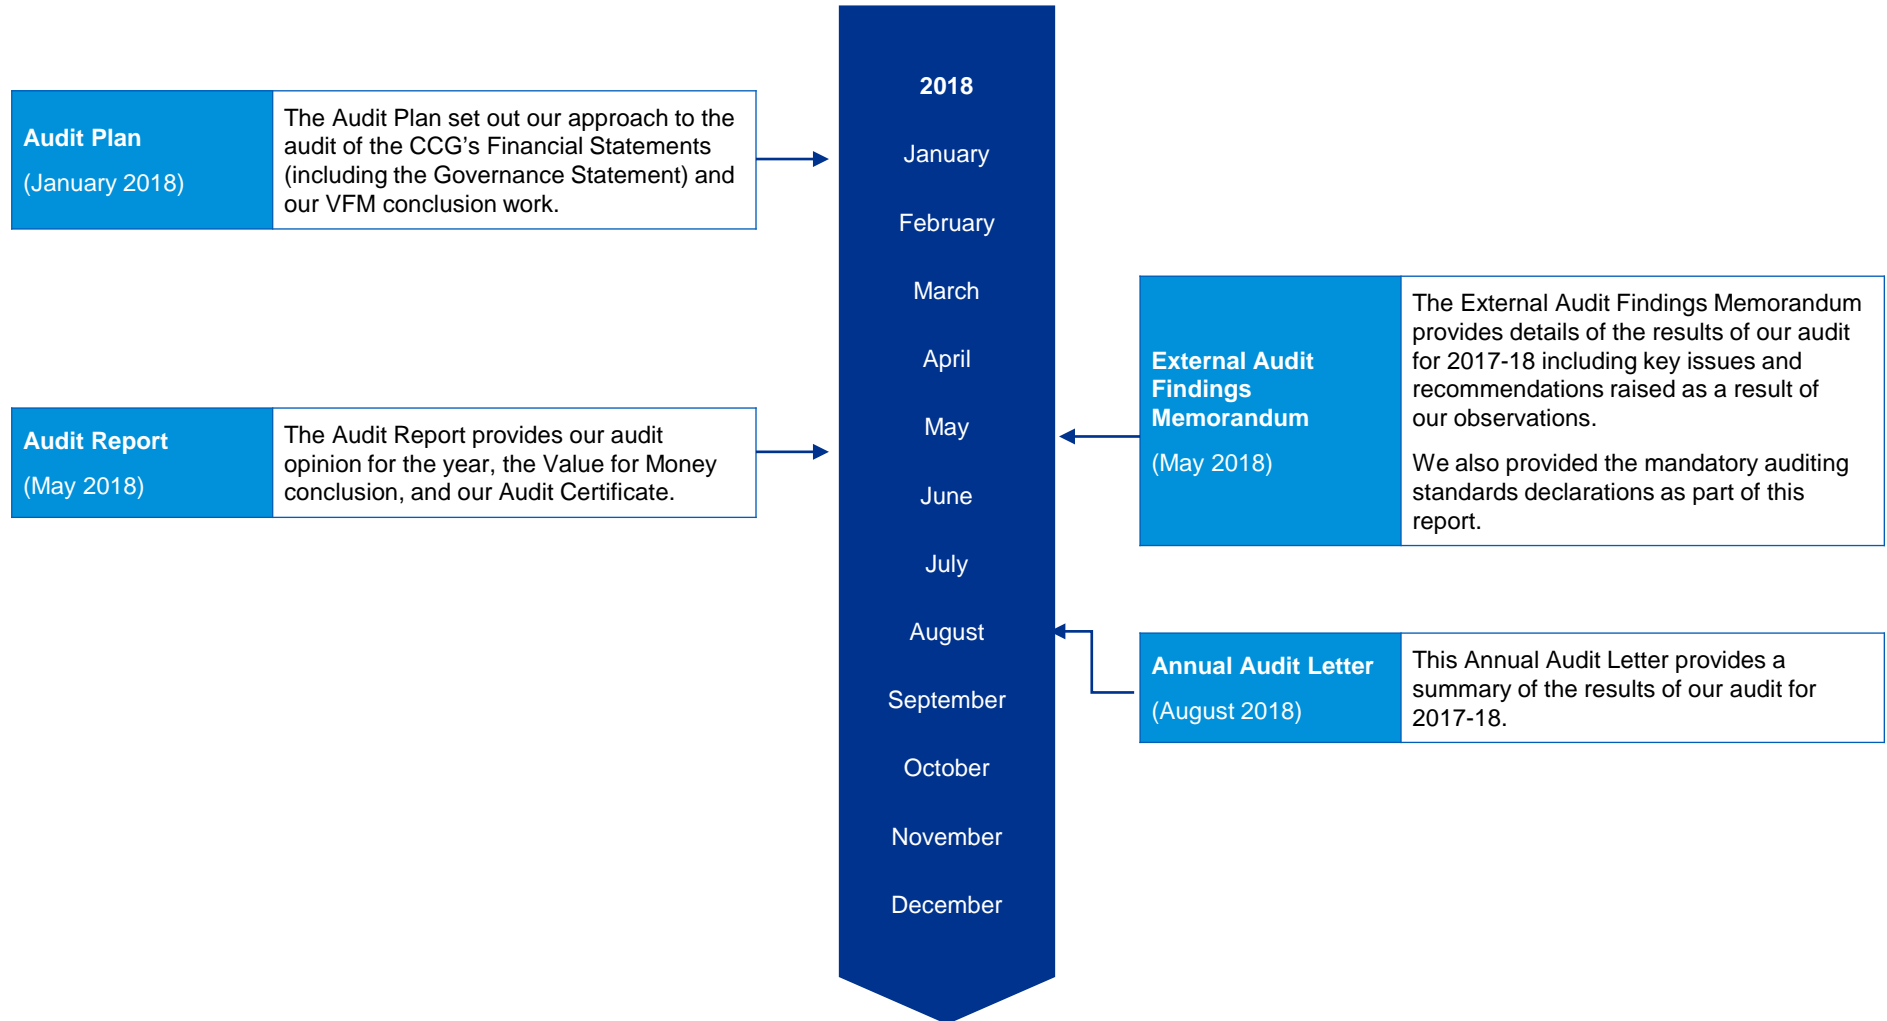 Audit Plan
(January 2018)
The Audit Plan set out our approach to the
audit of the CCG's Financial Statements
(including the Governance Statement) and
our VFM conclusion work.
Audit Report
(May 2018)
The Audit Report provides our audit
opinion for the year, the Value for Money
conclusion, and our Audit Certificate.
2018
January
February
March
April
May
June
July
August
September
October
November
December
External Audit
Findings
Memorandum
(May 2018)
The External Audit Findings Memorandum
provides details of the results of our audit
for 2017-18 including key issues and
recommendations raised as a result of
our observations.
We also provided the mandatory auditing
standards declarations as part of this
report.
Annual Audit Letter
(August 2018)
This Annual Audit Letter provides a
summary of the results of our audit for
2017-18.